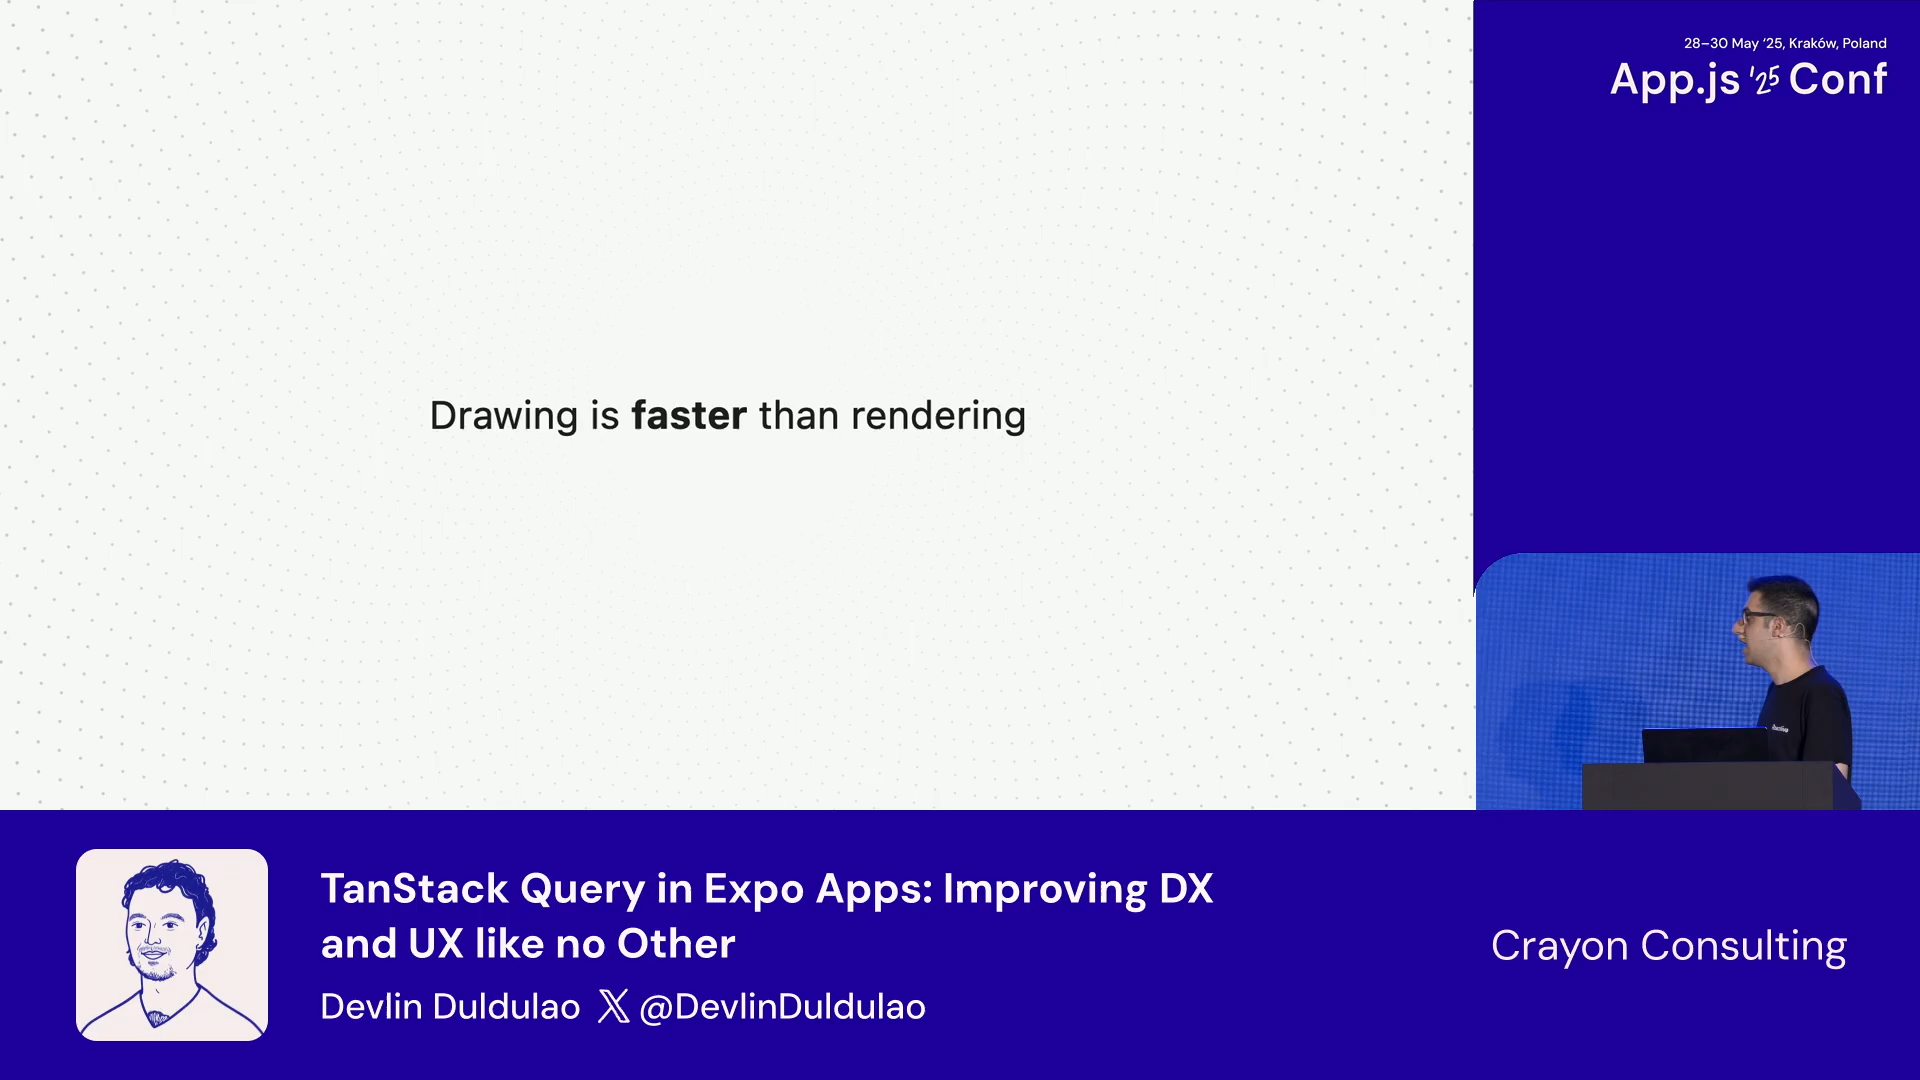 28–30 May ’25, Kraków, Poland
App.js ’25 Conf
Drawing is faster than rendering
TanStack Query in Expo Apps: Improving DX
and UX like no Other
Devlin Duldulao X @DevlinDuldulao
Crayon Consulting